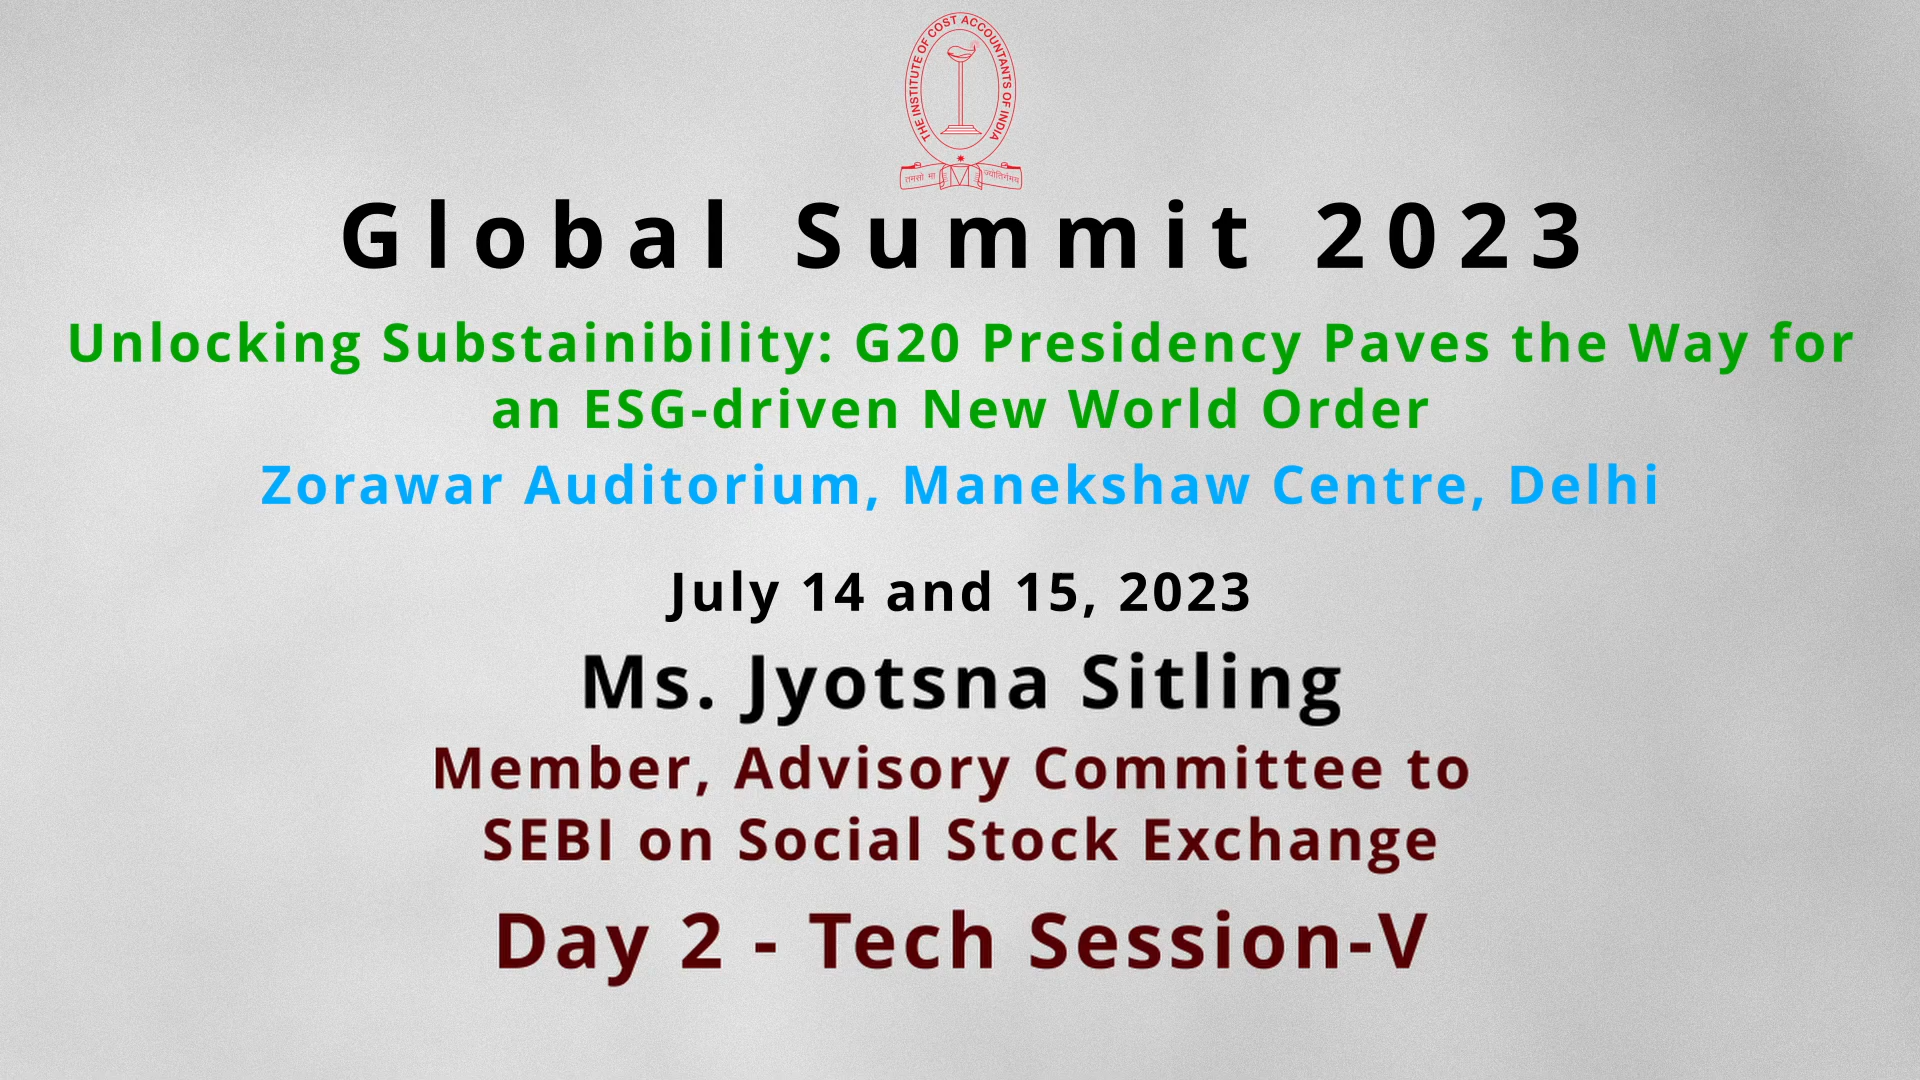 THE INSTITUTE OF COST ACCOUNTANTS OF INDIA
तमसो मा ज्योतिर्गमय
Global Summit 2023
Unlocking Substainibility: G20 Presidency Paves the Way for
an ESG-driven New World Order
Zorawar Auditorium, Manekshaw Centre, Delhi
July 14 and 15, 2023
Ms. Jyotsna Sitling
Member, Advisory Committee to
SEBI on Social Stock Exchange
Day 2 - Tech Session-V